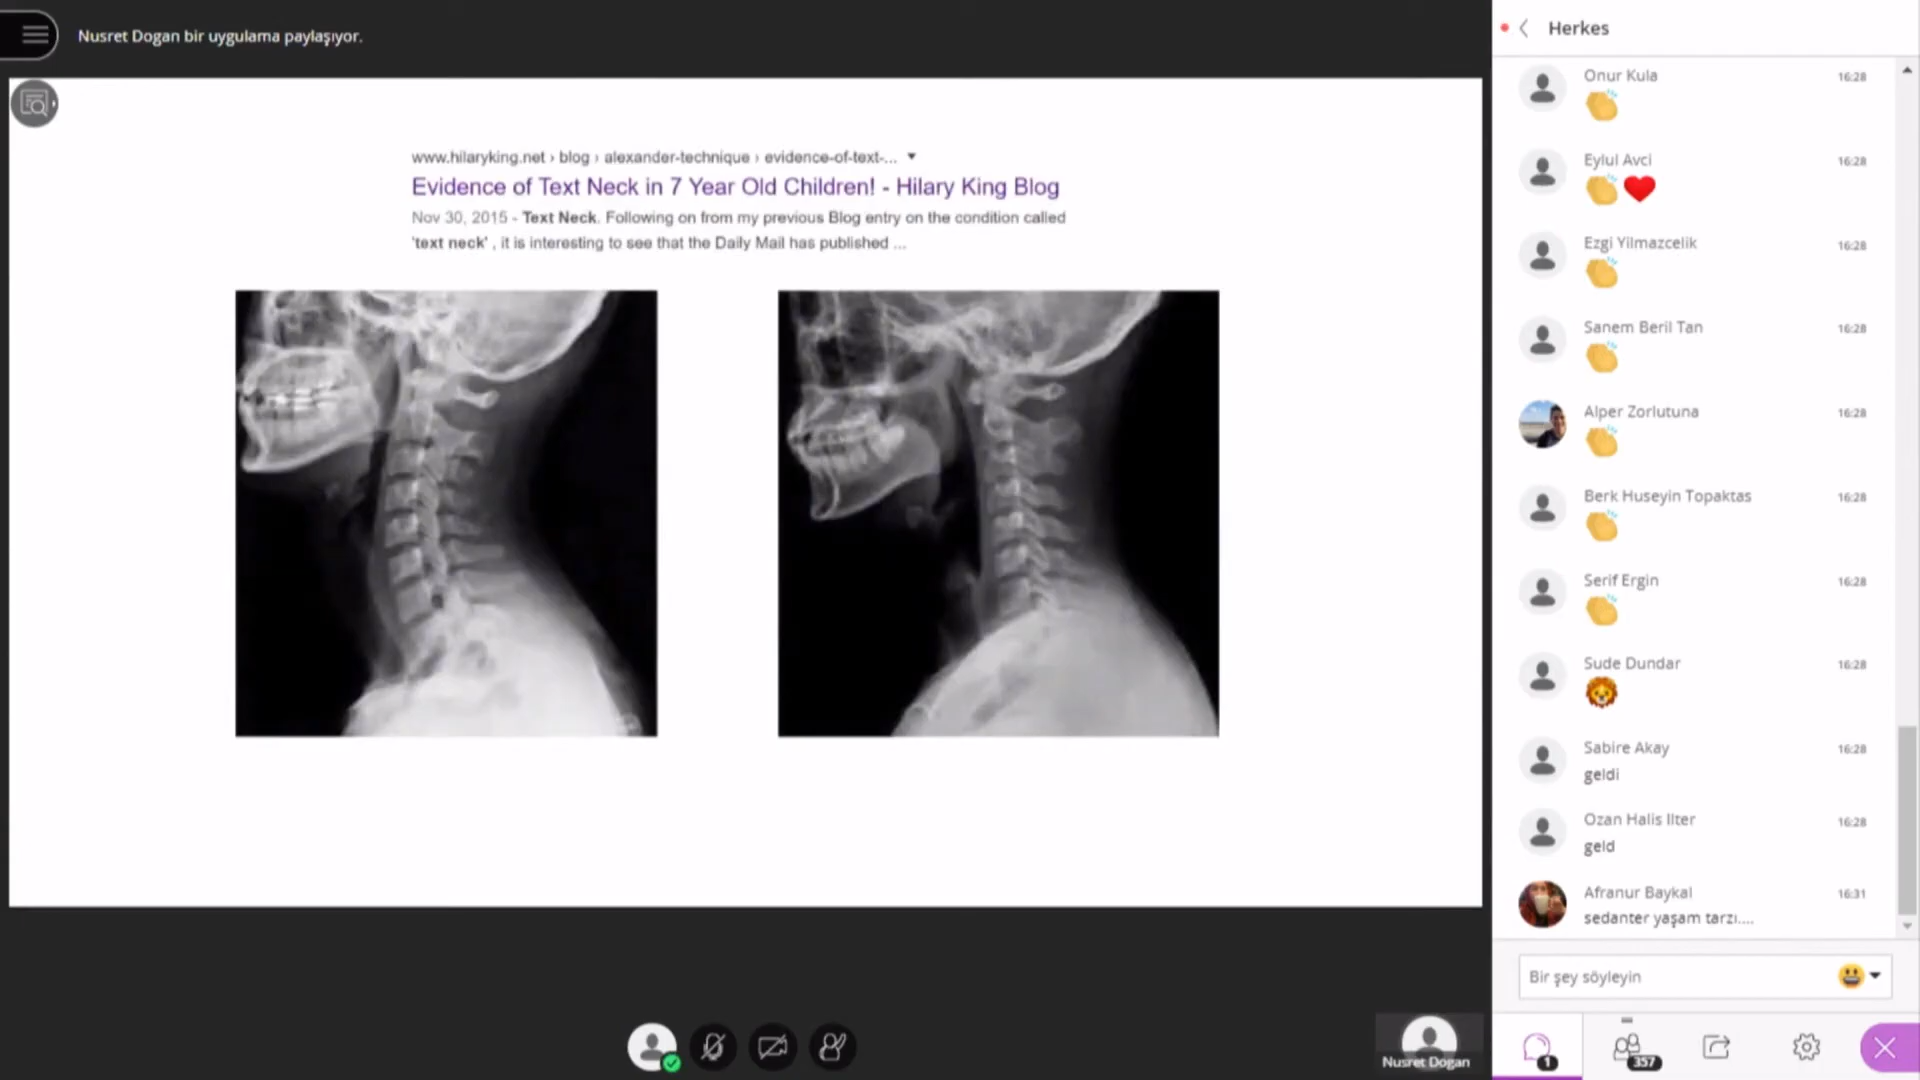 Nusret Dogan bir uygulama paylaşıyor.
www.hilaryking.net › blog › alexander-technique › evidence-of-text-...
Evidence of Text Neck in 7 Year Old Children! - Hilary King Blog
Nov 30, 2015 - Text Neck. Following on from my previous Blog entry on the condition called
'text neck' , it is interesting to see that the Daily Mail has published ...
Nusret Dogan
Herkes
Onur Kula 16:28
Eylul Avci 16:28
Ezgi Yilmazcelik 16:28
Sanem Beril Tan 16:28
Alper Zorlutuna 16:28
Berk Huseyin Topaktas 16:28
Serif Ergin 16:28
Sude Dundar 16:28
Sabire Akay 16:28
geldi
Ozan Halis Ilter 16:28
geld
Afranur Baykal 16:31
sedanter yaşam tarzı....
Bir şey söyleyin
1
357